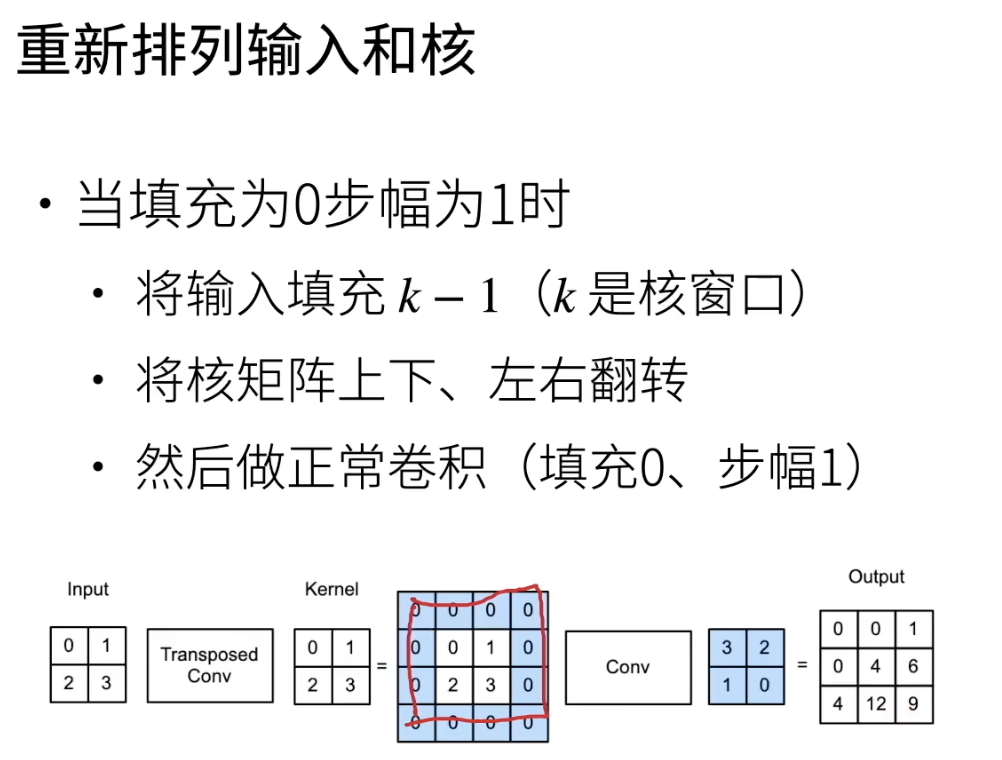 重新排列输入和核
• 当填充为0步幅为1时
• 将输入填充 k − 1（k 是核窗口）
• 将核矩阵上下、左右翻转
• 然后做正常卷积（填充0、步幅1）
Input Kernel Output
0 0 0 0 0 0 1
0 1 Transposed 0 1 0 0 1 0 3 2 0 4 6
2 3 Conv 2 3 = 0 2 3 0 Conv 1 0 = 4 12 9
0 0 0 0